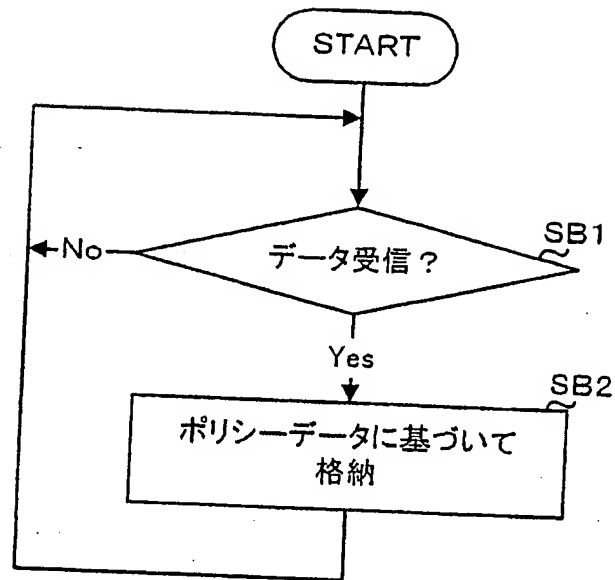 START
データ受信？
SB1
No
Yes
SB2
ポリシーデータに基づいて
格納